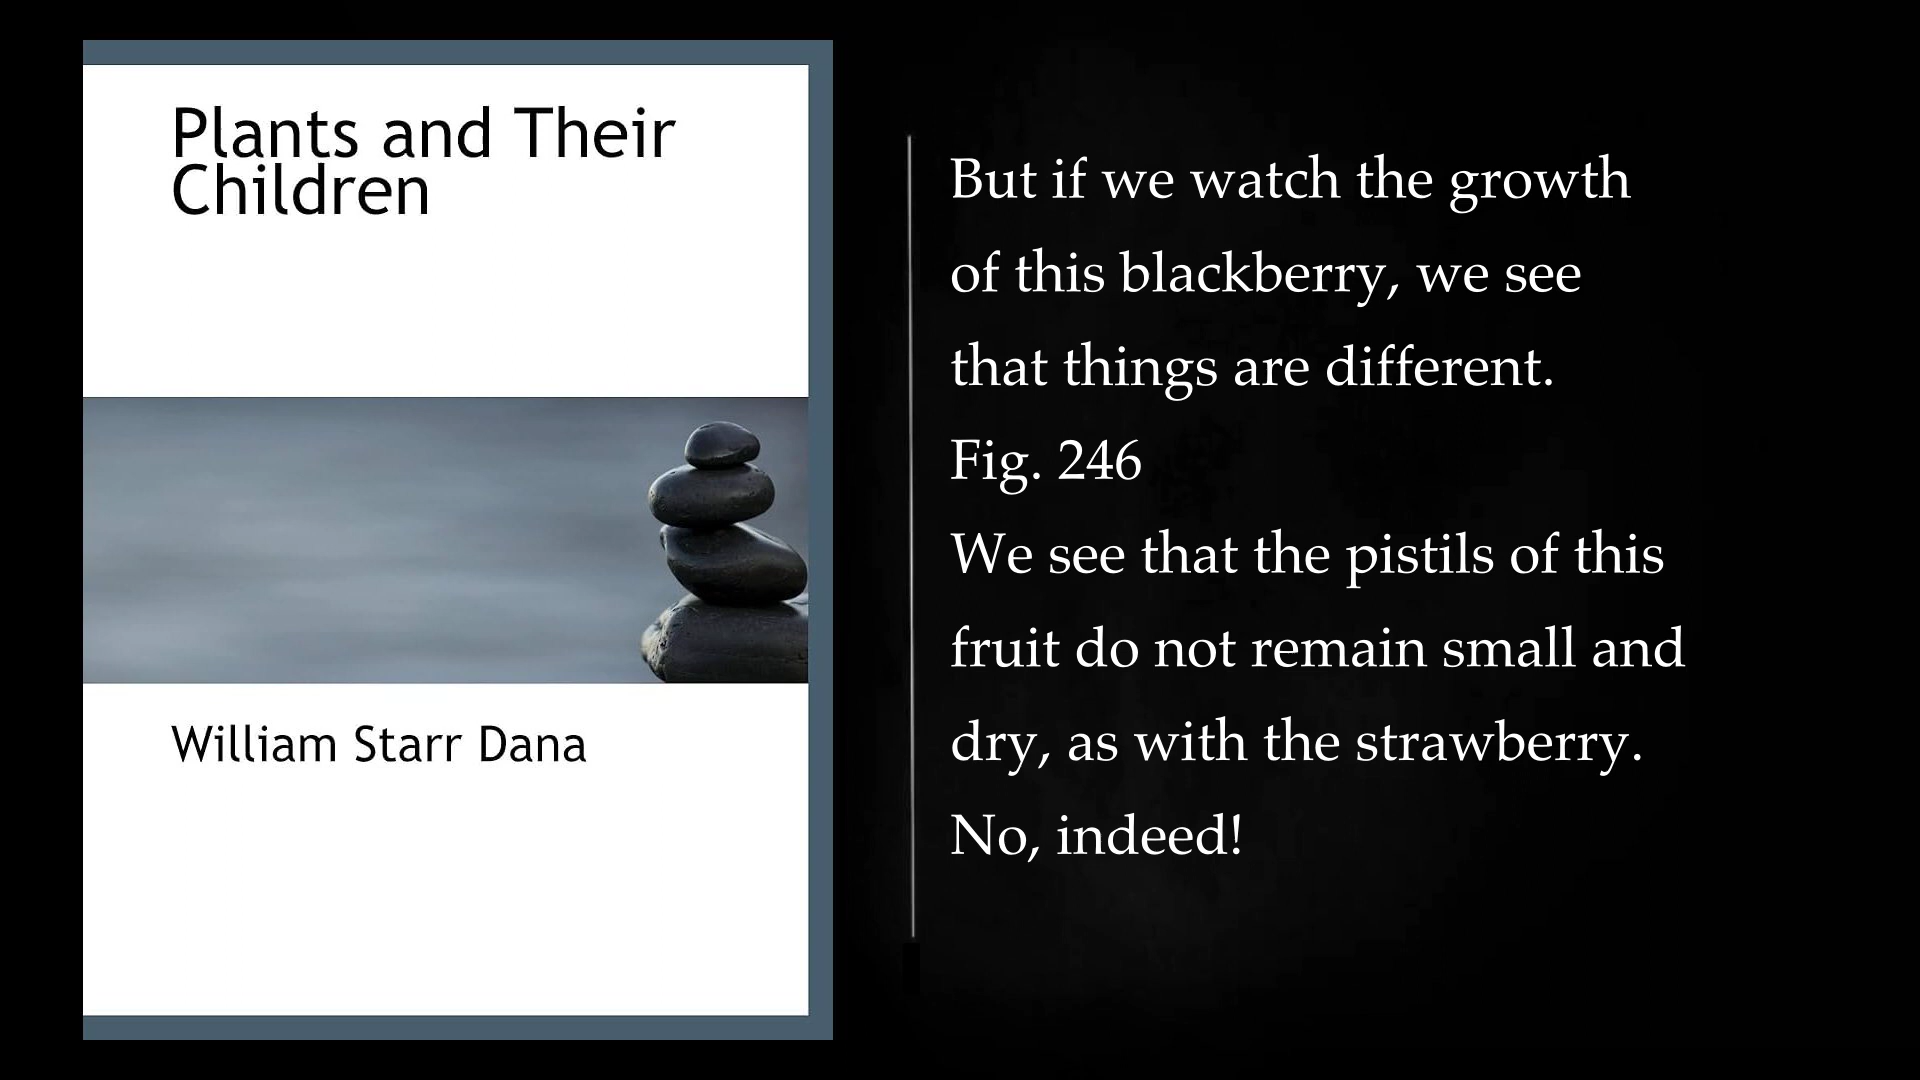 Plants and Their
Children
William Starr Dana
But if we watch the growth
of this blackberry, we see
that things are different.
Fig. 246
We see that the pistils of this
fruit do not remain small and
dry, as with the strawberry.
No, indeed!